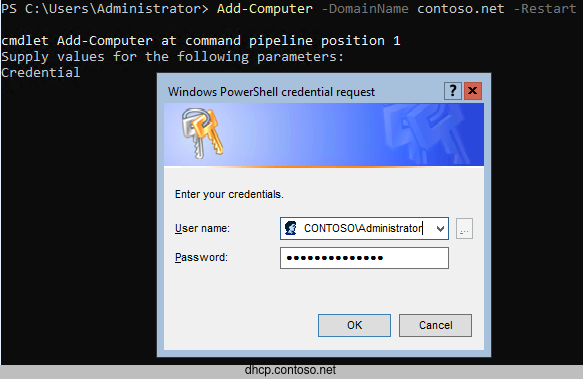 PS C:\Users\Administrator> Add-Computer -DomainName contoso.net -Restart
cmdlet Add-Computer at command pipeline position 1
Supply values for the following parameters:
Credential
Windows PowerShell credential request
?
Enter your credentials.
User name: CONTOSO\Administrator ...
Password: ●●●●●●●●●●●●●●
OK Cancel
dhcp.contoso.net